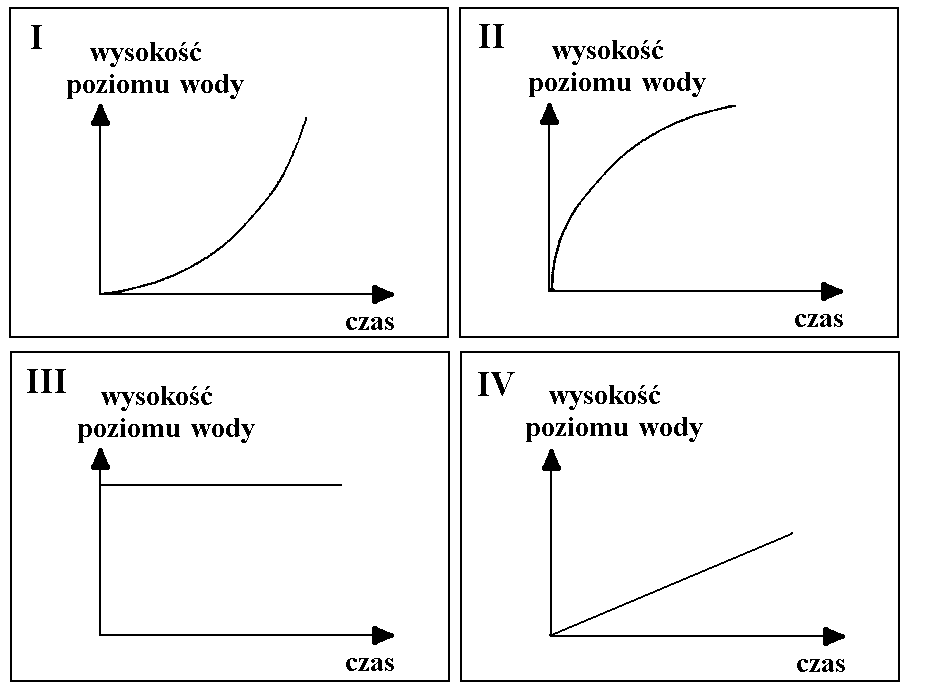 I
wysokość
poziomu wody
czas
II
wysokość
poziomu wody
czas
III
wysokość
poziomu wody
czas
IV
wysokość
poziomu wody
czas